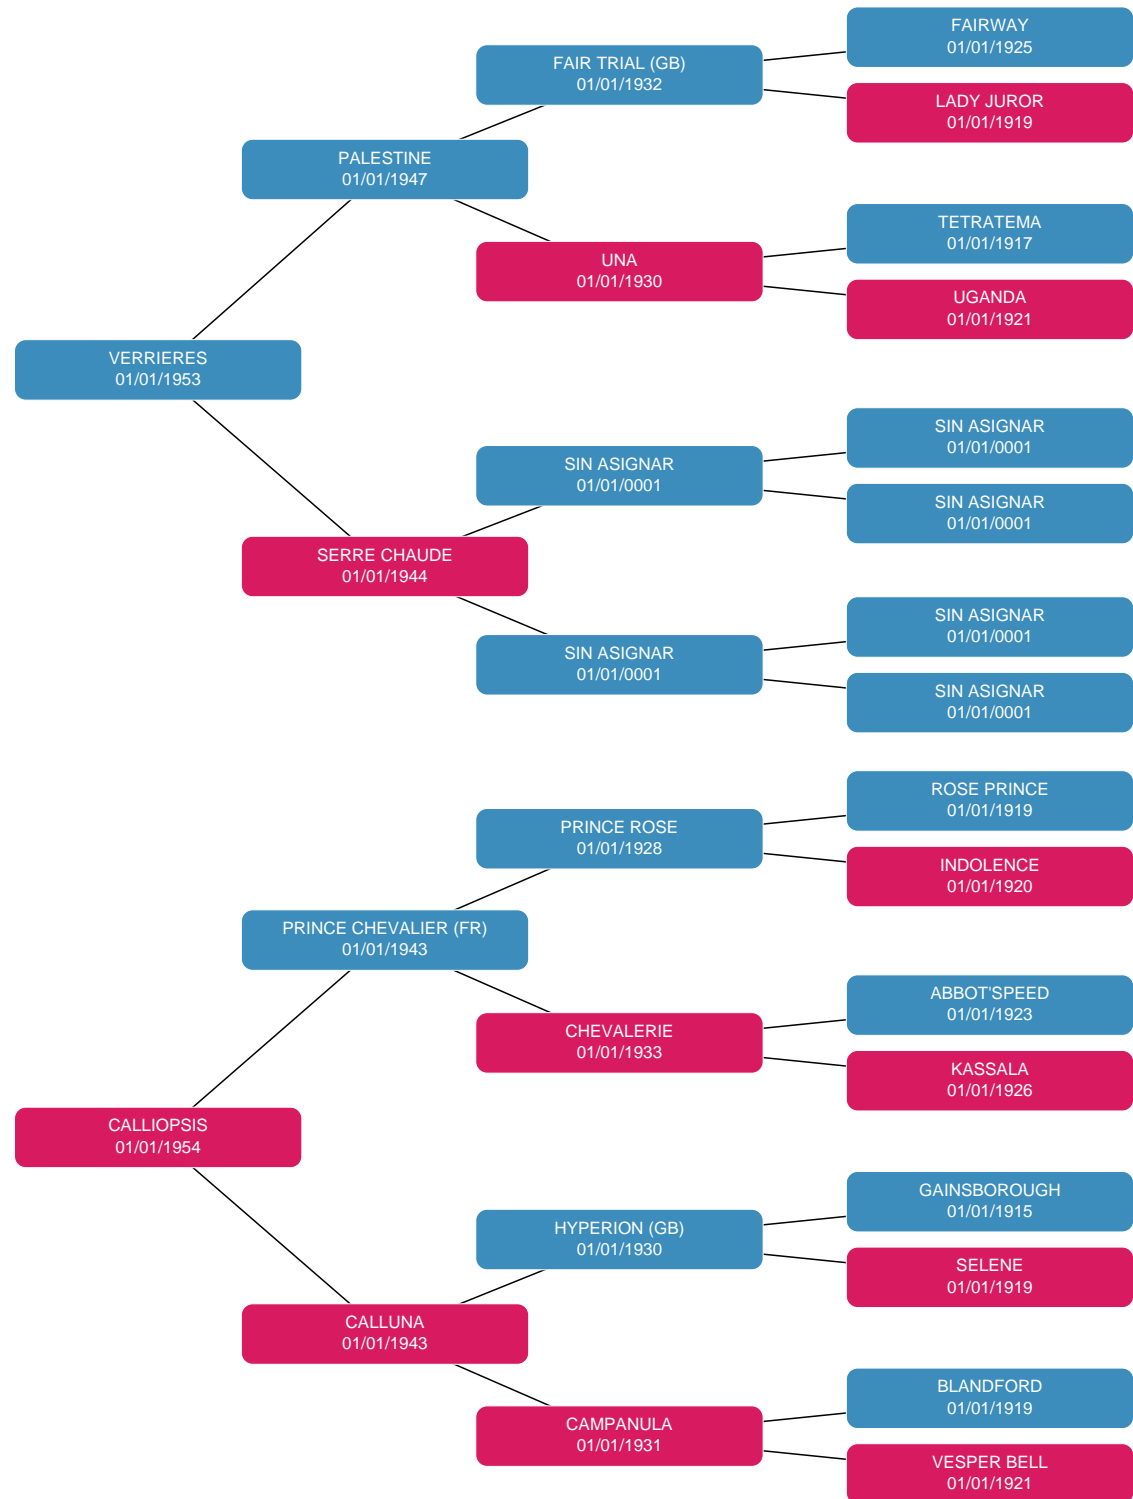 FAIRWAY
01/01/1925
FAIR TRIAL (GB)
01/01/1932
LADY JUROR
01/01/1919
PALESTINE
01/01/1947
TETRATEMA
01/01/1917
UNA
01/01/1930
UGANDA
01/01/1921
VERRIERES
01/01/1953
SIN ASIGNAR
01/01/0001
SIN ASIGNAR
01/01/0001
SIN ASIGNAR
01/01/0001
SERRE CHAUDE
01/01/1944
SIN ASIGNAR
01/01/0001
SIN ASIGNAR
01/01/0001
SIN ASIGNAR
01/01/0001
ROSE PRINCE
01/01/1919
PRINCE ROSE
01/01/1928
INDOLENCE
01/01/1920
PRINCE CHEVALIER (FR)
01/01/1943
ABBOT'SPEED
01/01/1923
CHEVALERIE
01/01/1933
KASSALA
01/01/1926
CALLIOPSIS
01/01/1954
GAINSBOROUGH
01/01/1915
HYPERION (GB)
01/01/1930
SELENE
01/01/1919
CALLUNA
01/01/1943
BLANDFORD
01/01/1919
CAMPANULA
01/01/1931
VESPER BELL
01/01/1921